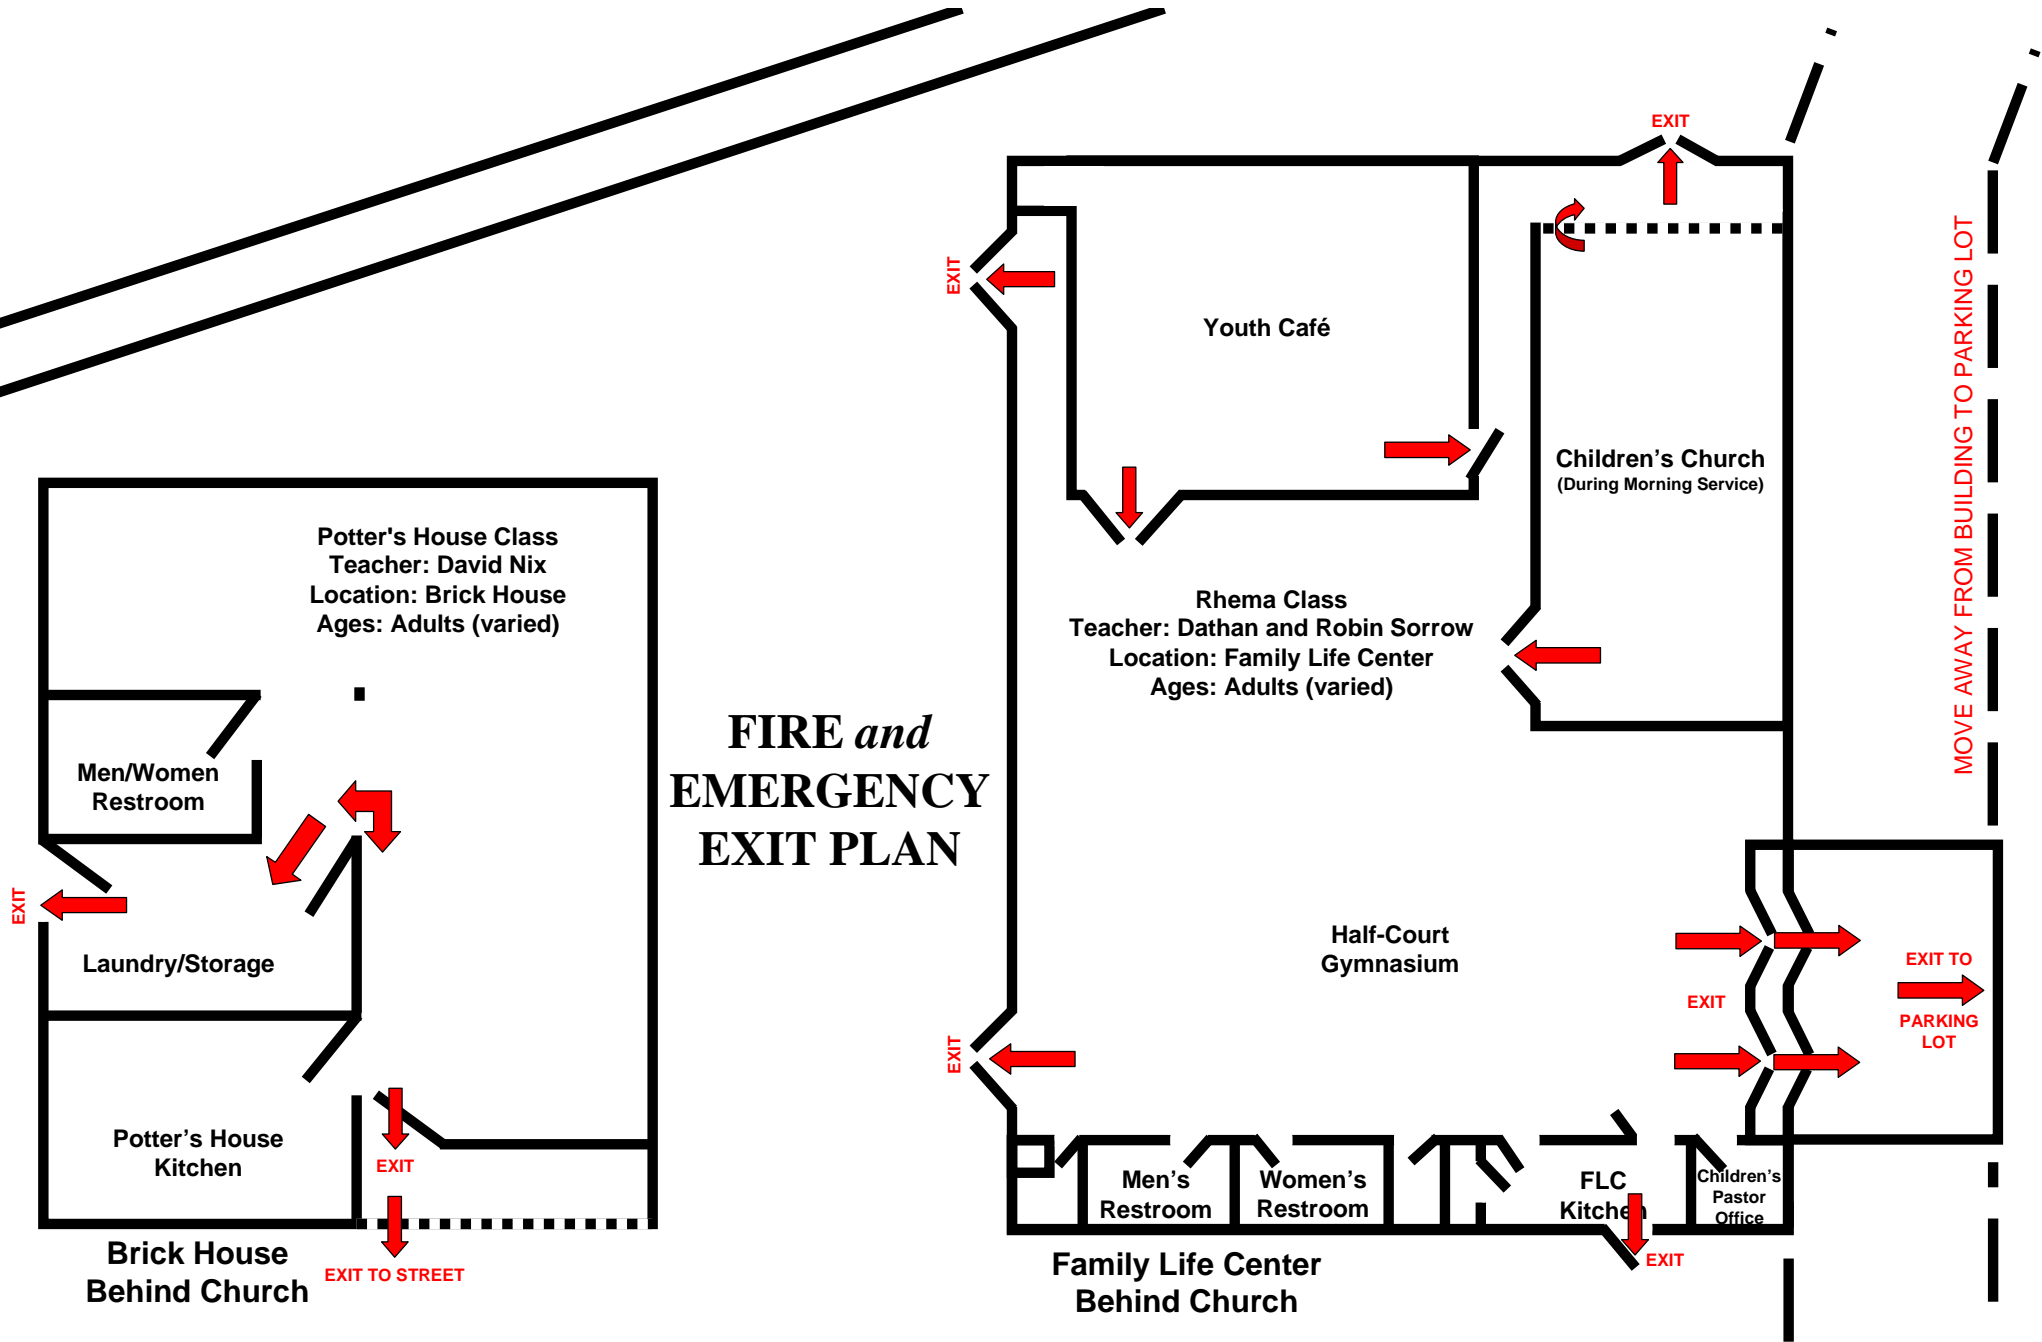 EXIT
EXIT
Youth Café
MOVE AWAY FROM BUILDING TO PARKING LOT
Children's Church
(During Morning Service)
Potter's House Class
Teacher: David Nix
Location: Brick House
Ages: Adults (varied)
Rhema Class
Teacher: Dathan and Robin Sorrow
Location: Family Life Center
Ages: Adults (varied)
FIRE and
EMERGENCY
EXIT PLAN
Men/Women
Restroom
EXIT
Laundry/Storage
Half-Court
Gymnasium
EXIT
EXIT TO
PARKING
LOT
EXIT
Potter's House
Kitchen
EXIT
Men's
Restroom
Women's
Restroom
FLC
Kitchen
Children's
Pastor
Office
Brick House
Behind Church
EXIT TO STREET
Family Life Center
Behind Church
EXIT